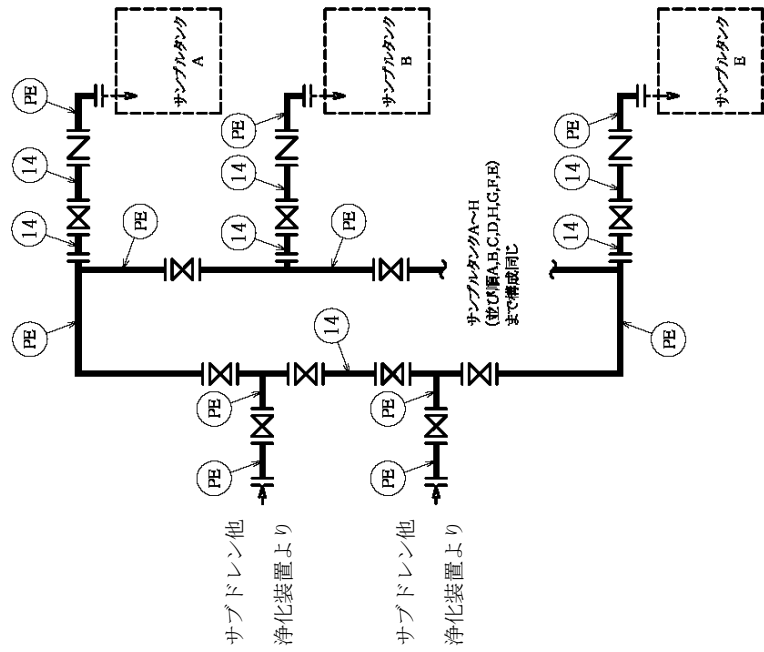 サンプルタンク
A
サンプルタンク
B
サンプルタンク
E
PE
14
14
PE
PE
14
14
PE
PE
14
14
PE
PE
14
PE
PE
PE
PE
PE
サンプルタンクA～H
(並び順A,B,C,D,H,G,F,E)
まで構成同じ
サブドレン他
浄化装置より
サブドレン他
浄化装置より